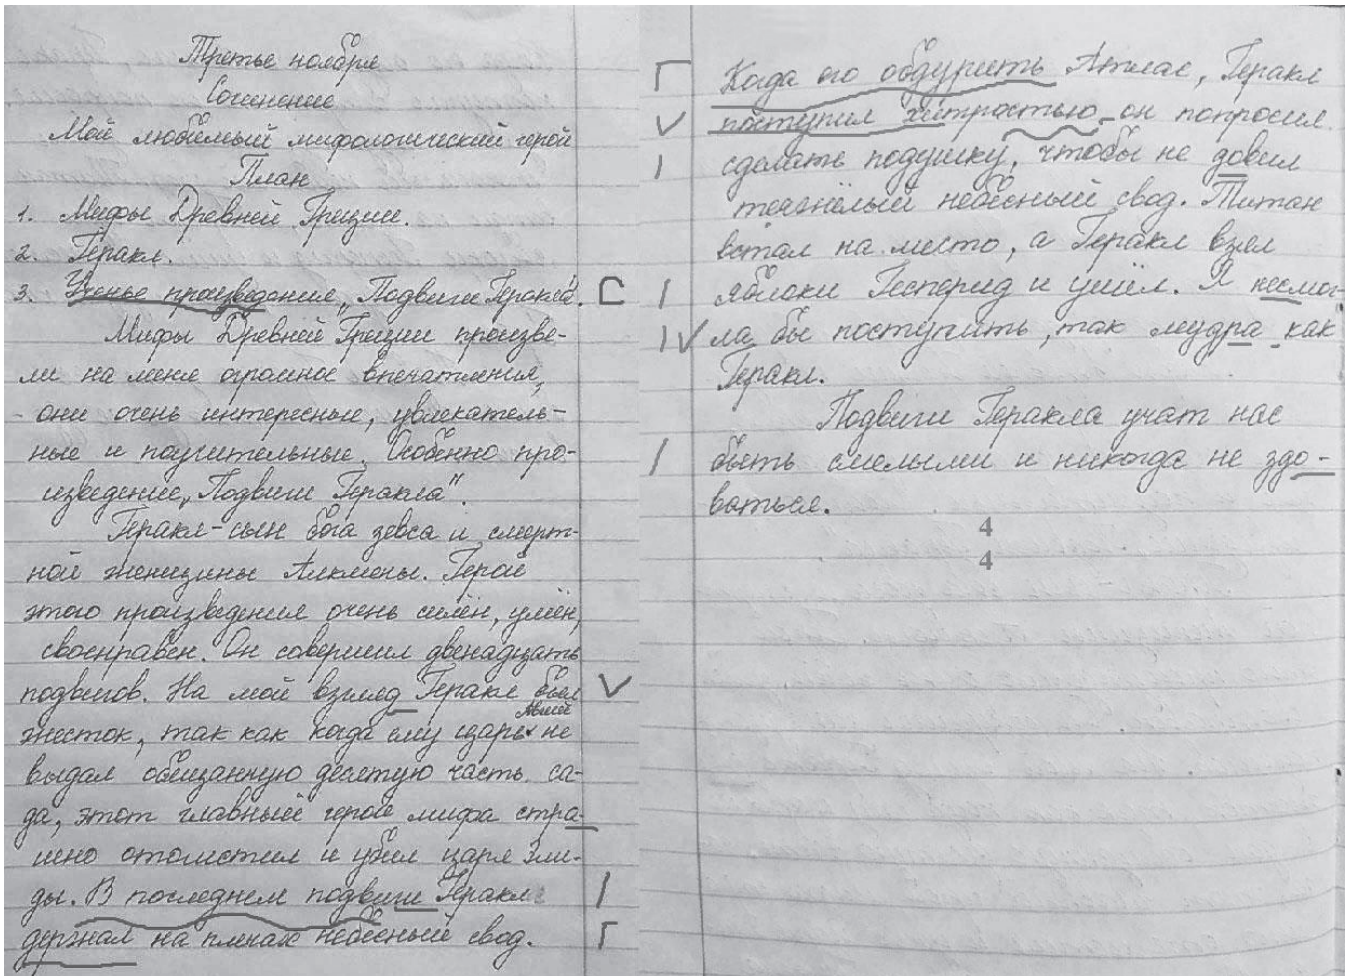 Третье ноября
Сочинение
Мой любимый мифологический герой
План
1. Мифы Древней Греции.
2. Геракл.
3. Ученье произведения „Подвиги Геракла".
Мифы Древней Греции произве-
ли на меня огромное впечатления,
они очень интересные, увлекатель-
ные и поучительные. Особенно про-
изведение „Подвиги Геракла".
Геракл - сын бога зевса и смерт-
ной женщины Алкмены. Герой
этого произведения очень силён, умён,
своенравен. Он совершил двенадцать
подвигов. На мой взгляд Геракл был
жесток, так как когда ему царь Авгий не
выдал обещанную десятую часть ста-
да, этот главный герой мифа стра-
шно отомстил и убил царя Эли-
ды. В последнем подвиги Геракл
держал на плечах небесный свод.
Когда его обдурить Атлас, Геракл
поступил хитростью, он попросил
сделать подушку, чтобы не довил
тяжёлый небесный свод. Титан
встал на место, а Геракл взял
яблоки Гесперид и ушёл. Я несмог-
ла бы поступить, так мудра как
Геракл.
Подвиги Геракла учат нас
быть смелыми и никогда не здо-
ваться.
4
4